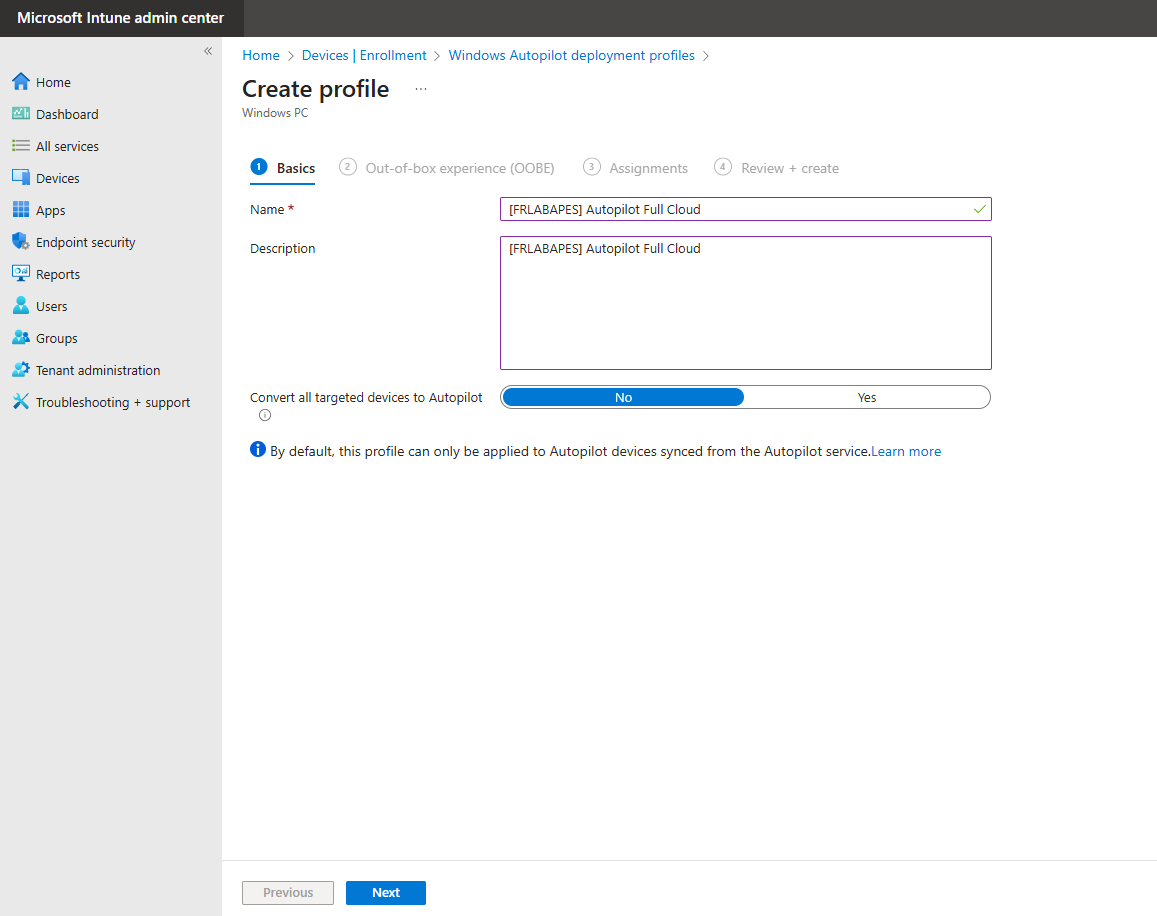 Microsoft Intune admin center
«
Home > Devices | Enrollment > Windows Autopilot deployment profiles >
Create profile ...
Windows PC
Home
Dashboard
All services
Devices
Apps
Endpoint security
Reports
Users
Groups
Tenant administration
Troubleshooting + support
1 Basics 2 Out-of-box experience (OOBE) 3 Assignments 4 Review + create
Name * [FRLABAPES] Autopilot Full Cloud
Description [FRLABAPES] Autopilot Full Cloud
Convert all targeted devices to Autopilot No Yes
By default, this profile can only be applied to Autopilot devices synced from the Autopilot service.Learn more
Previous Next